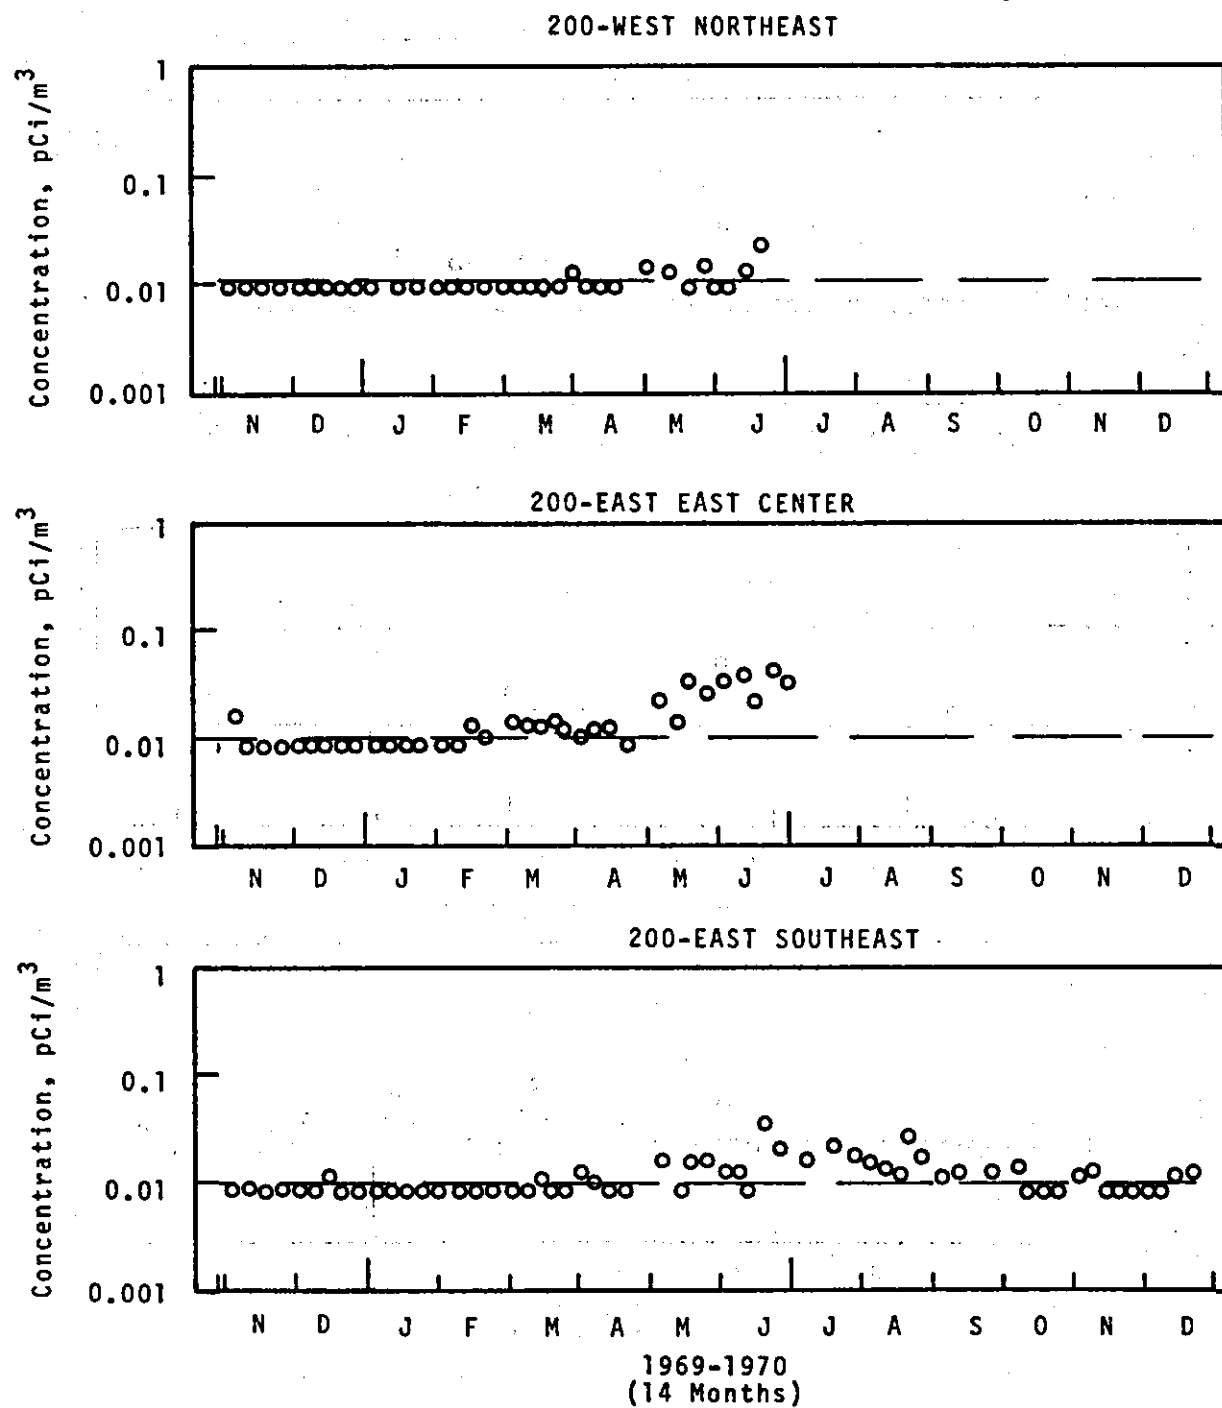 200-WEST NORTHEAST
Concentration, pCi/m³
1
0.1
0.01
0.001
N D J F M A M J J A S O N D
200-EAST EAST CENTER
Concentration, pCi/m³
1
0.1
0.01
0.001
N D J F M A M J J A S O N D
200-EAST SOUTHEAST
Concentration, pCi/m³
1
0.1
0.01
0.001
N D J F M A M J J A S O N D
1969-1970
(14 Months)